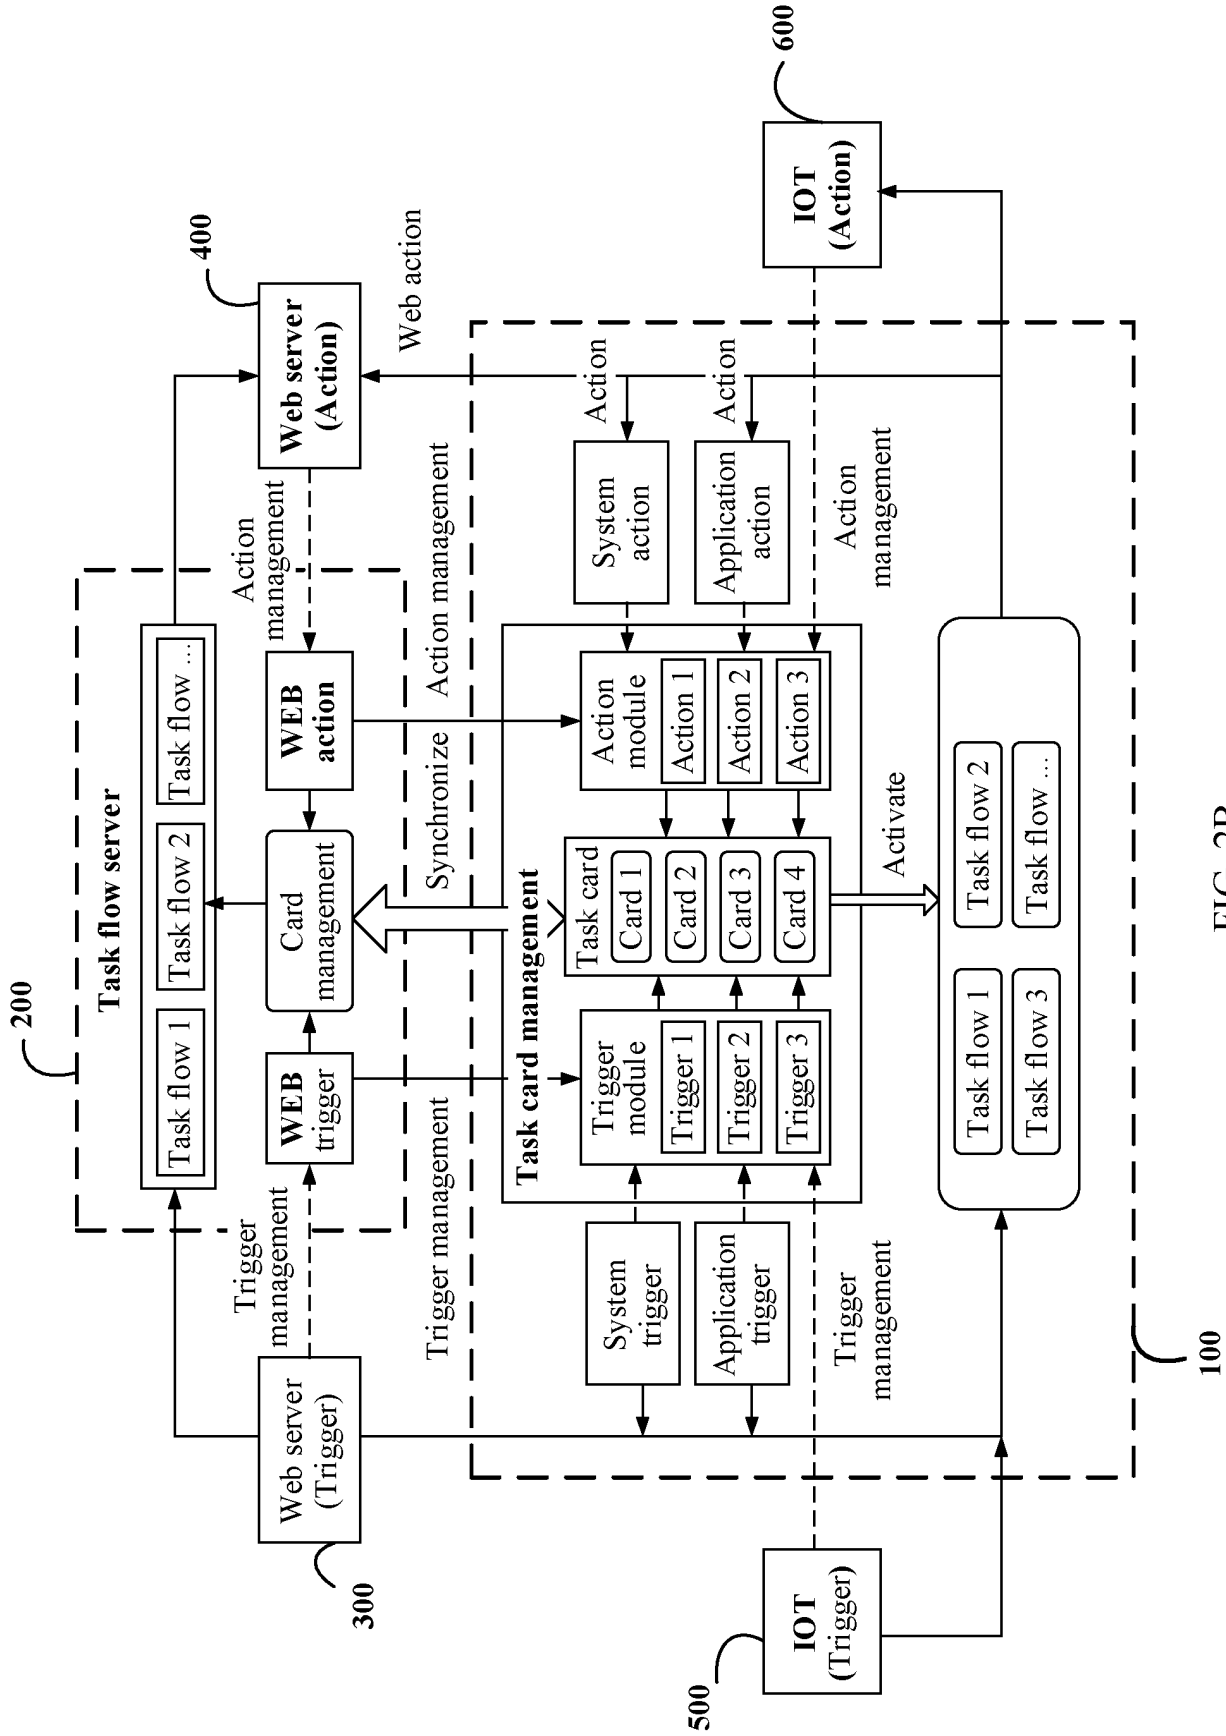 200
Task flow server
Task flow 1
Task flow 2
Task flow ...
400
300
Web server
(Trigger)
Trigger
management
WEB
trigger
Card
management
WEB
action
Action
management
Web server
(Action)
Trigger management
Synchronize
Action management
Web action
Task card management
System
trigger
Application
trigger
Trigger
module
Trigger 1
Trigger 2
Trigger 3
Task card
Card 1
Card 2
Card 3
Card 4
Action
module
Action 1
Action 2
Action 3
System
action
Application
action
Action
Action
500
IOT
(Trigger)
Trigger
management
Activate
Action
management
IOT
(Action)
600
Task flow 1
Task flow 2
Task flow 3
Task flow ...
100